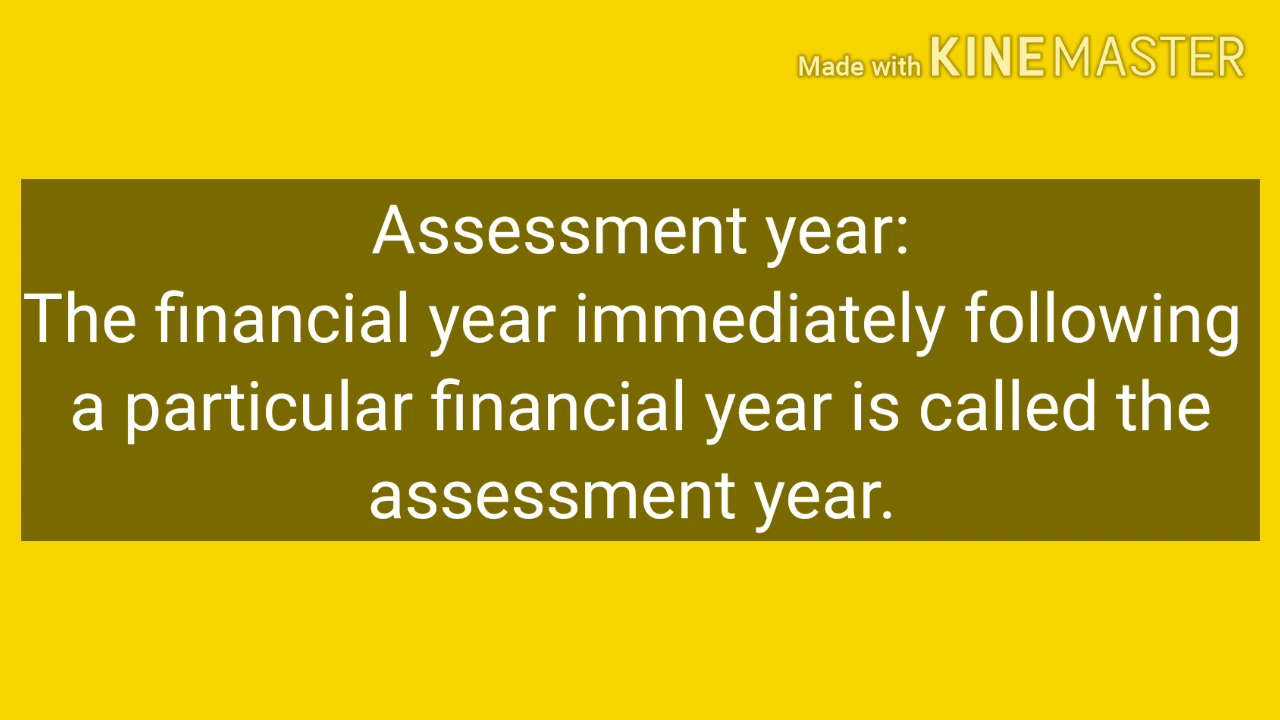 Made with KINEMASTER
Assessment year:
The financial year immediately following
a particular financial year is called the
assessment year.